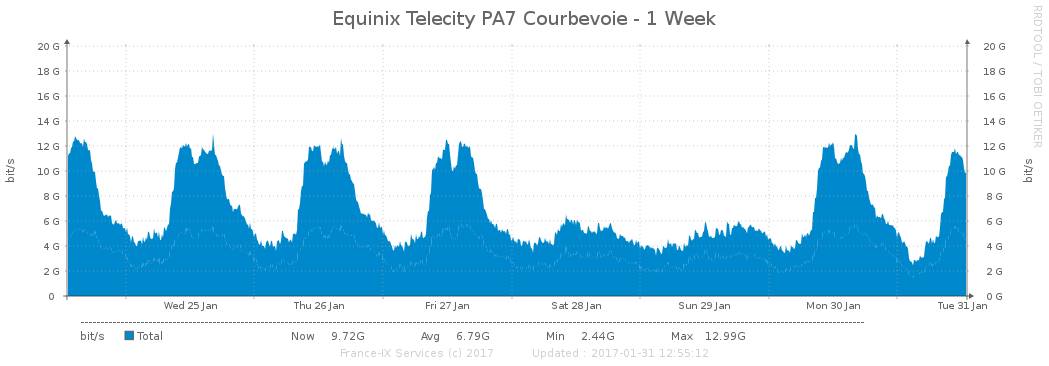 Equinix Telecity PA7 Courbevoie - 1 Week
RRDTOOL / TOBI OETIKER
20 G 20 G
18 G 18 G
16 G 16 G
14 G 14 G
12 G 12 G
10 G 10 G
8 G 8 G
6 G 6 G
4 G 4 G
2 G 2 G
0 0 G
bit/s
bit/s
Wed 25 Jan Thu 26 Jan Fri 27 Jan Sat 28 Jan Sun 29 Jan Mon 30 Jan Tue 31 Jan
bit/s Total Now 9.72G Avg 6.79G Min 2.44G Max 12.99G
France-IX Services (c) 2017 Updated : 2017-01-31 12:55:12